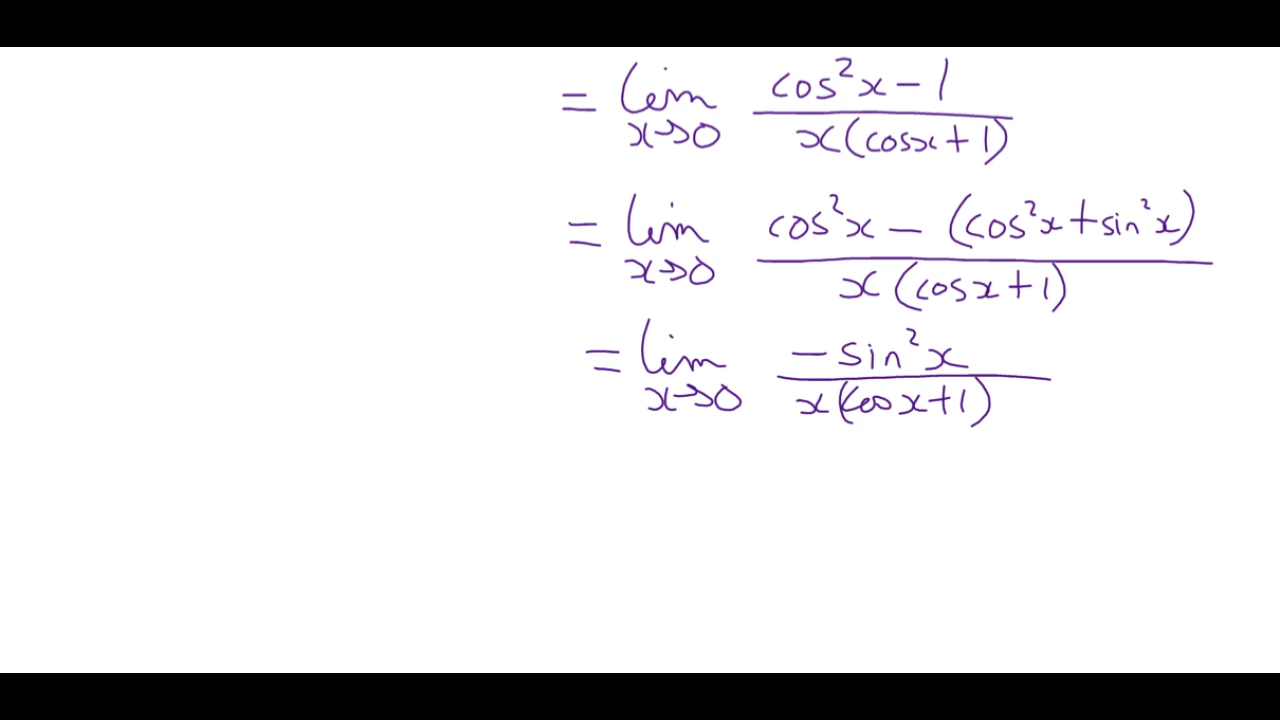 = lim x→0 (cos²x − 1) / (x(cosx + 1))
= lim x→0 (cos²x − (cos²x + sin²x)) / (x(cosx + 1))
= lim x→0 (− sin²x) / (x(cosx + 1))